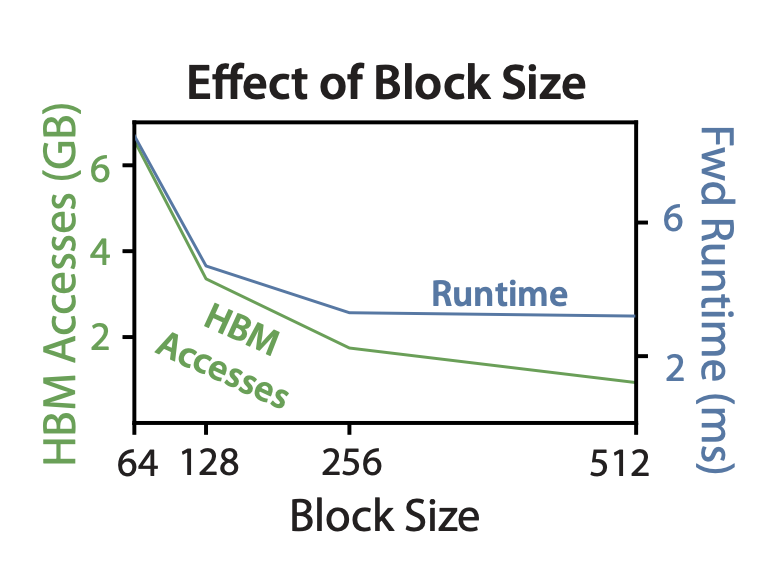 Effect of Block Size
HBM Accesses (GB)
6
4
2
Runtime
HBM
Accesses
6
2
Fwd Runtime (ms)
64 128 256 512
Block Size